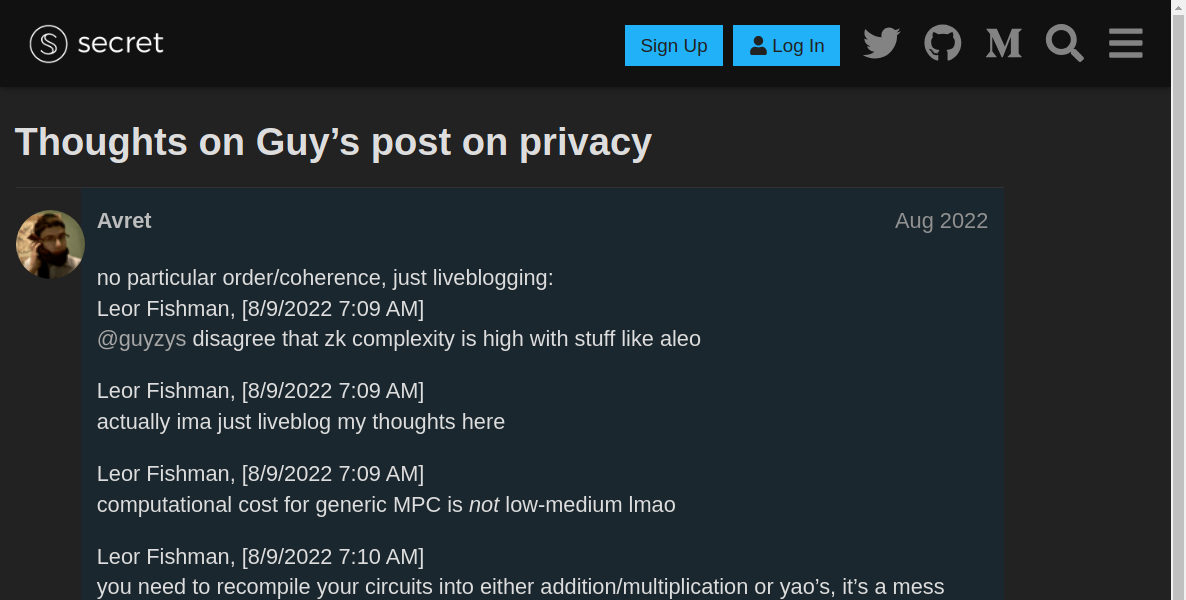 secret
Sign Up
Log In
Thoughts on Guy’s post on privacy
Avret
Aug 2022
no particular order/coherence, just liveblogging:
Leor Fishman, [8/9/2022 7:09 AM]
@guyzys disagree that zk complexity is high with stuff like aleo
Leor Fishman, [8/9/2022 7:09 AM]
actually ima just liveblog my thoughts here
Leor Fishman, [8/9/2022 7:09 AM]
computational cost for generic MPC is not low-medium lmao
Leor Fishman, [8/9/2022 7:10 AM]
you need to recompile your circuits into either addition/multiplication or yao’s, it’s a mess